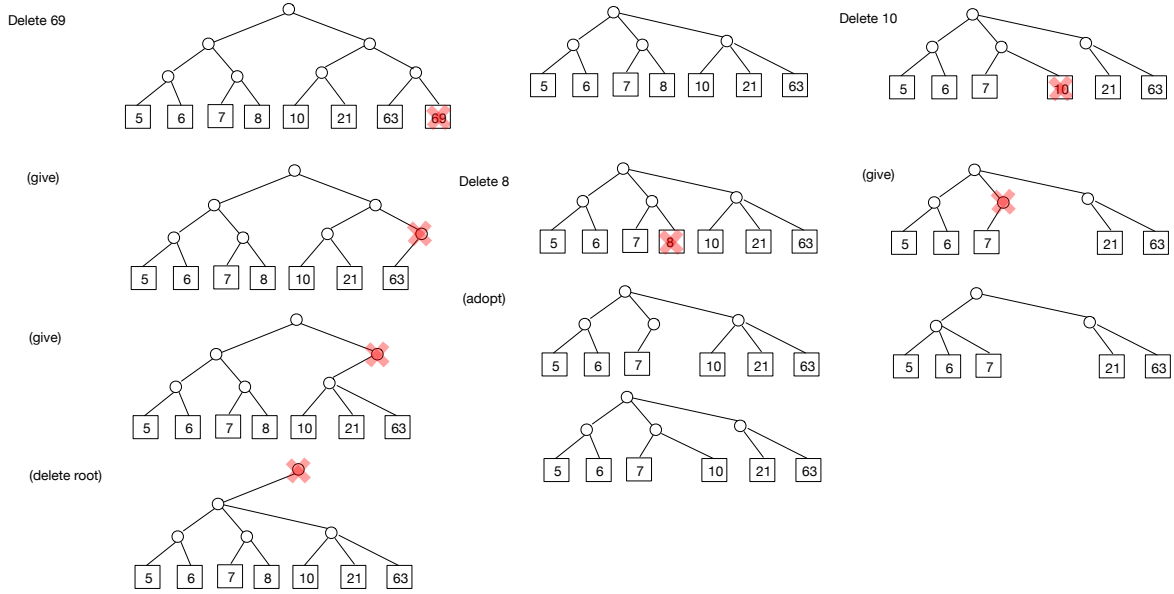 Delete 69
5 6 7 8 10 21 63 69
(give)
5 6 7 8 10 21 63
(give)
5 6 7 8 10 21 63
(delete root)
5 6 7 8 10 21 63
5 6 7 8 10 21 63
Delete 8
5 6 7 8 10 21 63
(adopt)
5 6 7 10 21 63
5 6 7 10 21 63
Delete 10
5 6 7 10 21 63
(give)
5 6 7 21 63
5 6 7 21 63